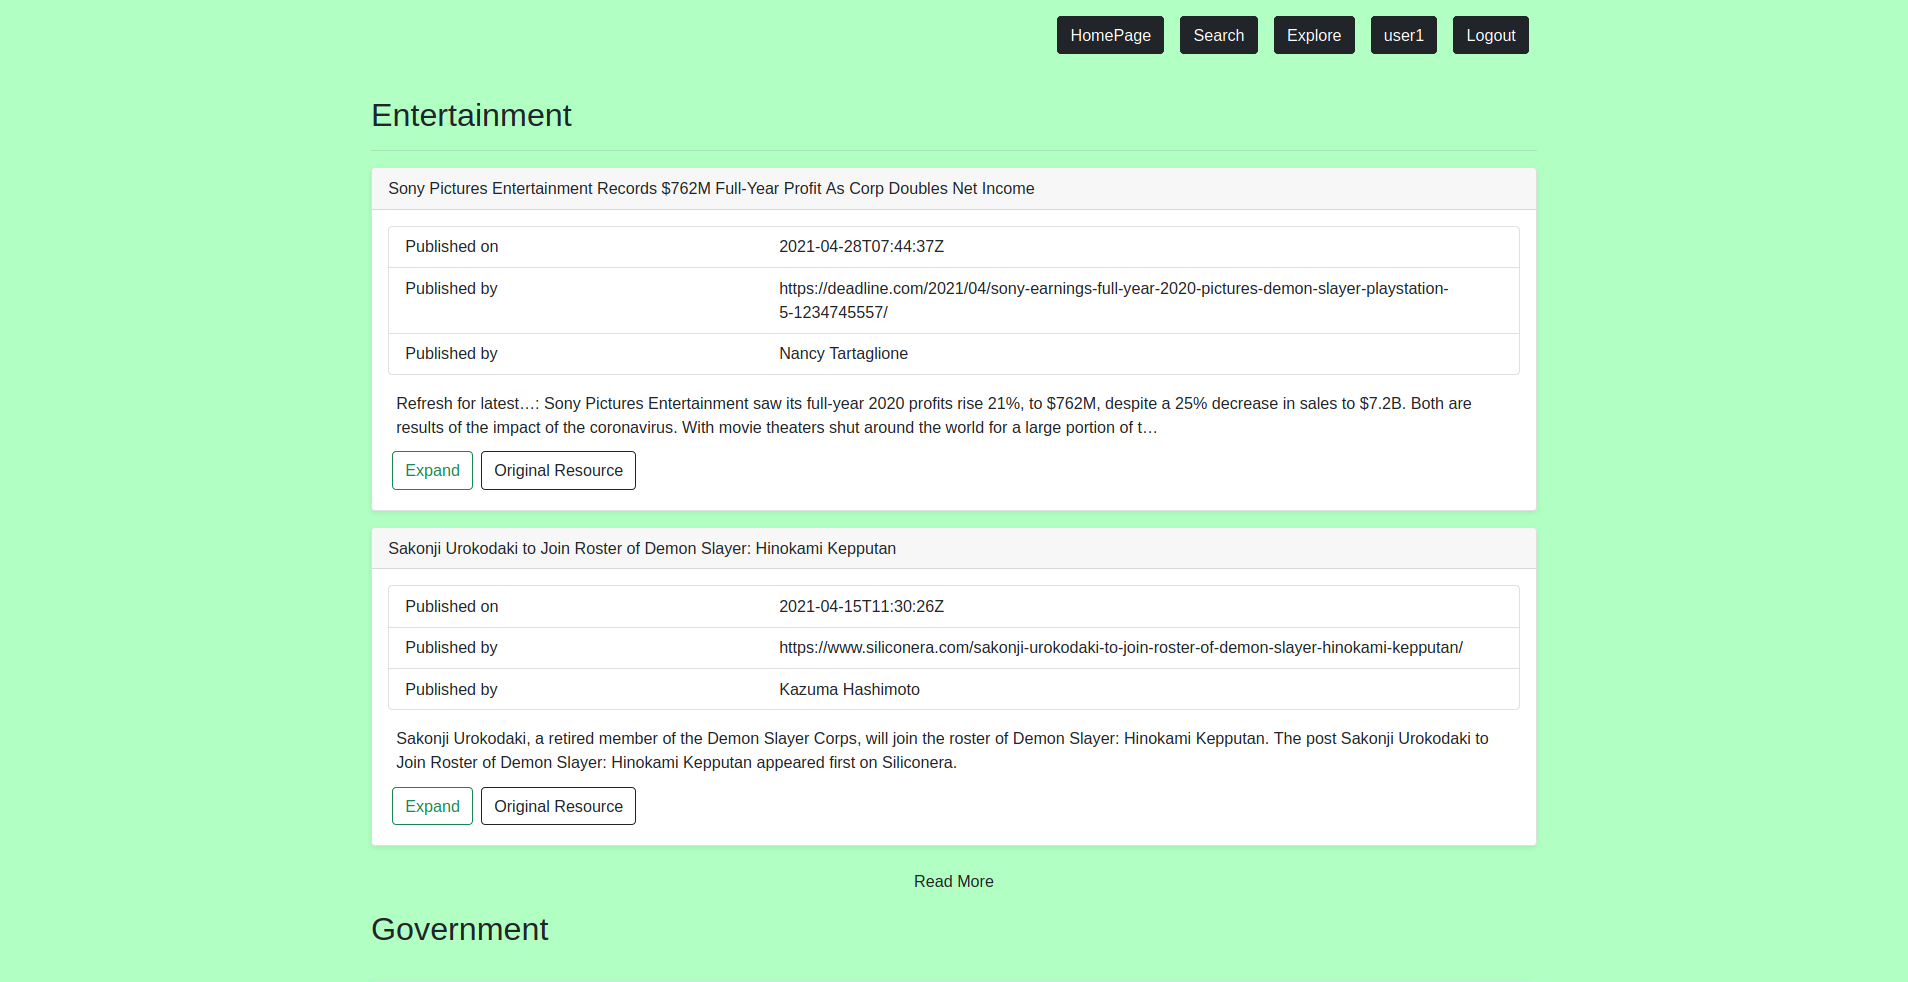 HomePage Search Explore user1 Logout
Entertainment
Sony Pictures Entertainment Records $762M Full-Year Profit As Corp Doubles Net Income
Published on 2021-04-28T07:44:37Z
Published by https://deadline.com/2021/04/sony-earnings-full-year-2020-pictures-demon-slayer-playstation-
5-1234745557/
Published by Nancy Tartaglione
Refresh for latest…: Sony Pictures Entertainment saw its full-year 2020 profits rise 21%, to $762M, despite a 25% decrease in sales to $7.2B. Both are
results of the impact of the coronavirus. With movie theaters shut around the world for a large portion of t…
Expand Original Resource
Sakonji Urokodaki to Join Roster of Demon Slayer: Hinokami Kepputan
Published on 2021-04-15T11:30:26Z
Published by https://www.siliconera.com/sakonji-urokodaki-to-join-roster-of-demon-slayer-hinokami-kepputan/
Published by Kazuma Hashimoto
Sakonji Urokodaki, a retired member of the Demon Slayer Corps, will join the roster of Demon Slayer: Hinokami Kepputan. The post Sakonji Urokodaki to
Join Roster of Demon Slayer: Hinokami Kepputan appeared first on Siliconera.
Expand Original Resource
Read More
Government